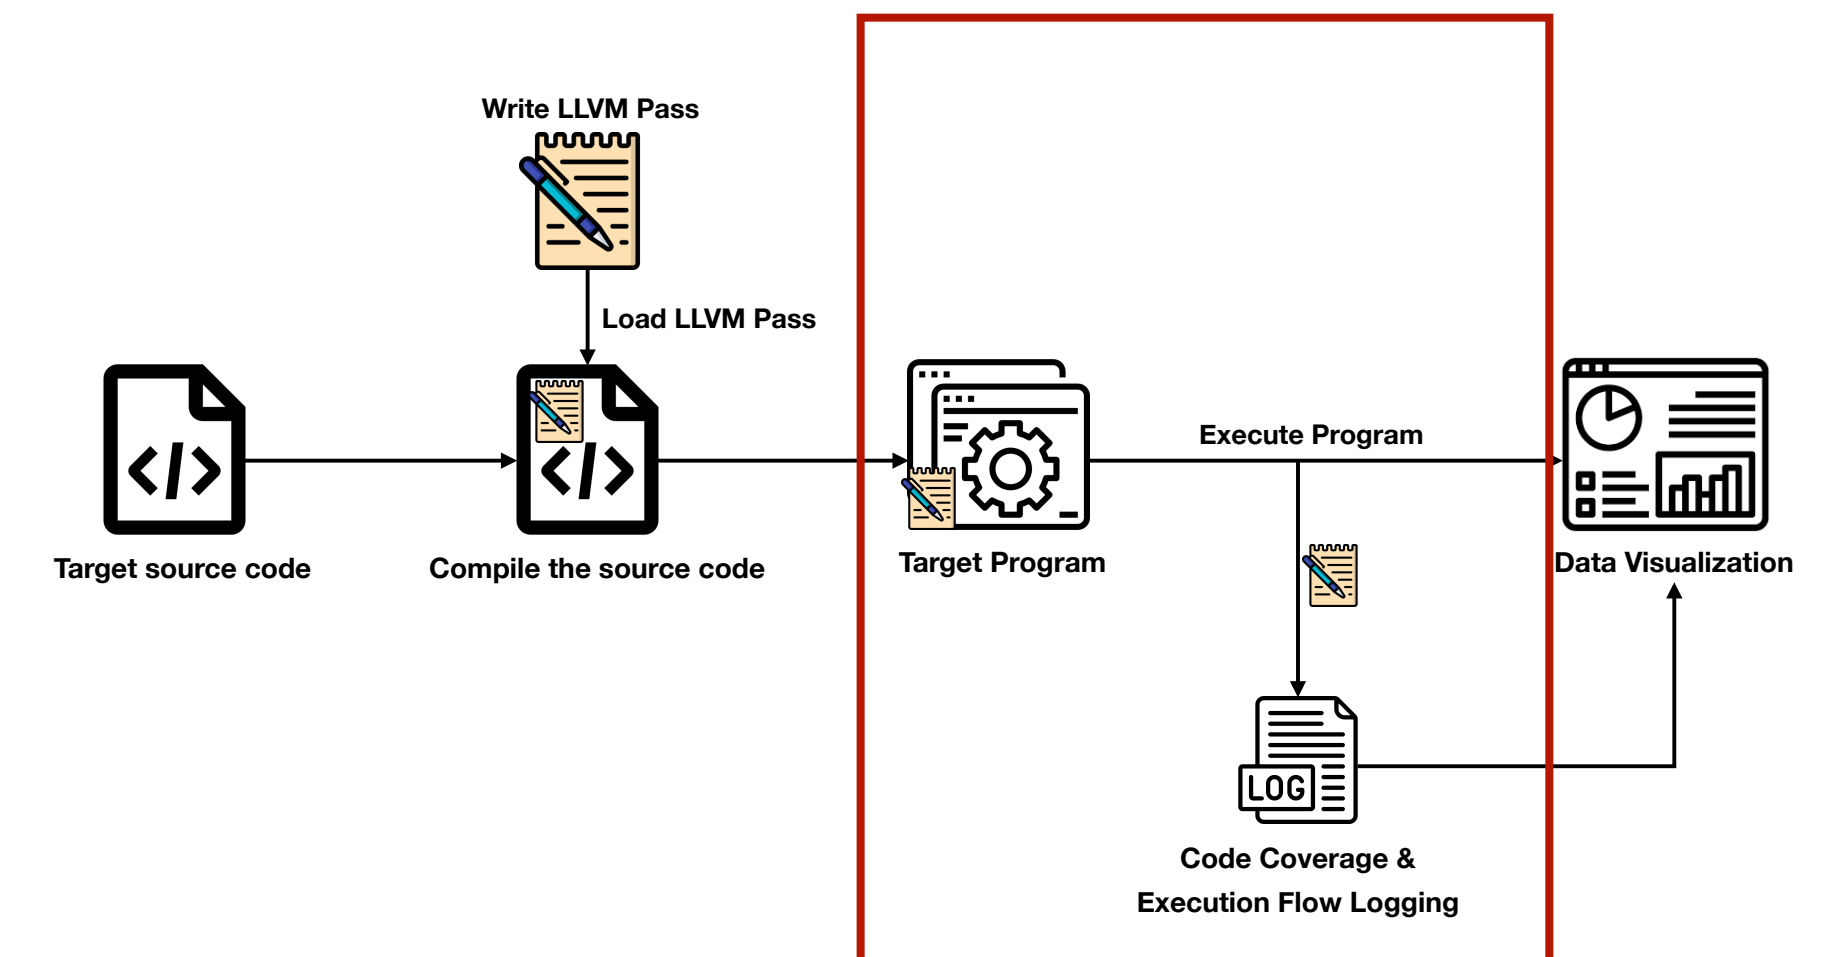 Write LLVM Pass
Load LLVM Pass
Target source code
Compile the source code
Target Program
Execute Program
Data Visualization
LOG
Code Coverage &
Execution Flow Logging